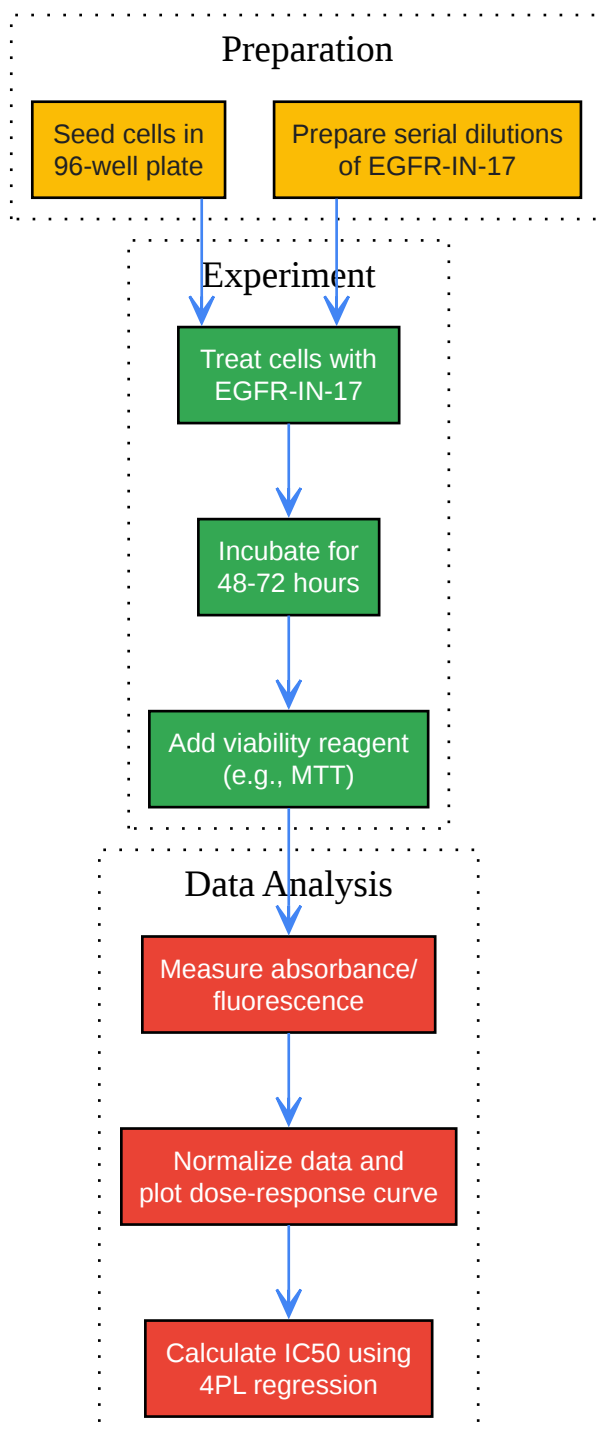 Preparation
Seed cells in
96-well plate
Prepare serial dilutions
of EGFR-IN-17
Experiment
Treat cells with
EGFR-IN-17
Incubate for
48-72 hours
Add viability reagent
(e.g., MTT)
Data Analysis
Measure absorbance/
fluorescence
Normalize data and
plot dose-response curve
Calculate IC50 using
4PL regression